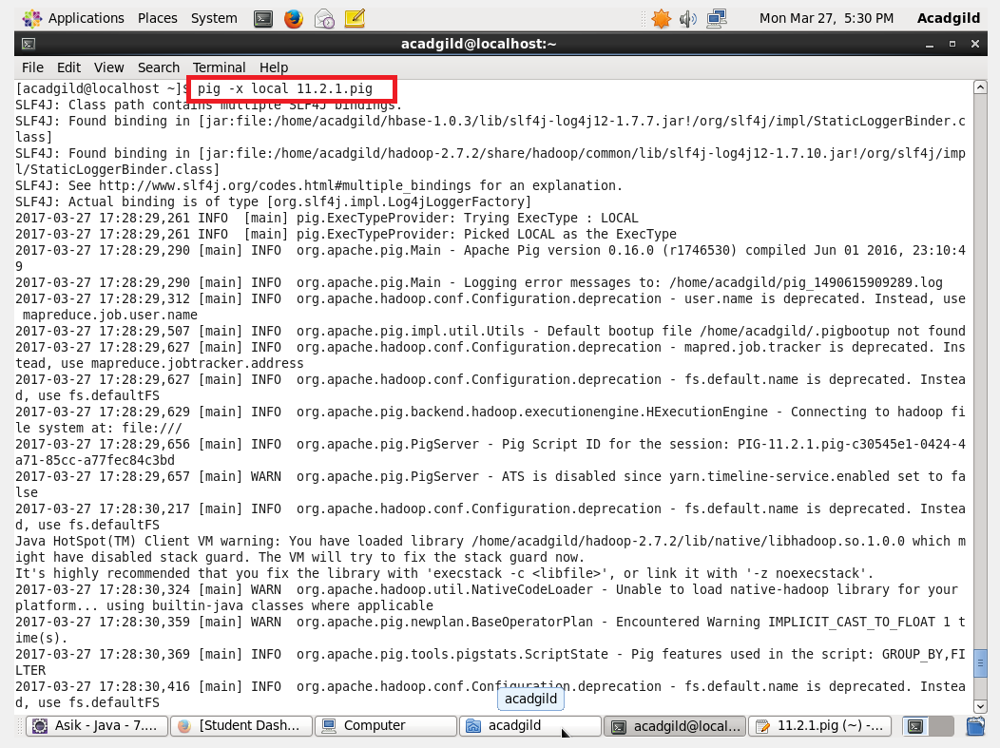 Applications Places System Mon Mar 27, 5:30 PM Acadgild
acadgild@localhost:~
File Edit View Search Terminal Help
[acadgild@localhost ~]$ pig -x local 11.2.1.pig
SLF4J: Class path contains multiple SLF4J bindings.
SLF4J: Found binding in [jar:file:/home/acadgild/hbase-1.0.3/lib/slf4j-log4j12-1.7.7.jar!/org/slf4j/impl/StaticLoggerBinder.c
lass]
SLF4J: Found binding in [jar:file:/home/acadgild/hadoop-2.7.2/share/hadoop/common/lib/slf4j-log4j12-1.7.10.jar!/org/slf4j/imp
l/StaticLoggerBinder.class]
SLF4J: See http://www.slf4j.org/codes.html#multiple_bindings for an explanation.
SLF4J: Actual binding is of type [org.slf4j.impl.Log4jLoggerFactory]
2017-03-27 17:28:29,261 INFO  [main] pig.ExecTypeProvider: Trying ExecType : LOCAL
2017-03-27 17:28:29,261 INFO  [main] pig.ExecTypeProvider: Picked LOCAL as the ExecType
2017-03-27 17:28:29,290 [main] INFO  org.apache.pig.Main - Apache Pig version 0.16.0 (r1746530) compiled Jun 01 2016, 23:10:4
9
2017-03-27 17:28:29,290 [main] INFO  org.apache.pig.Main - Logging error messages to: /home/acadgild/pig_1490615909289.log
2017-03-27 17:28:29,312 [main] INFO  org.apache.hadoop.conf.Configuration.deprecation - user.name is deprecated. Instead, use
 mapreduce.job.user.name
2017-03-27 17:28:29,507 [main] INFO  org.apache.pig.impl.util.Utils - Default bootup file /home/acadgild/.pigbootup not found
2017-03-27 17:28:29,627 [main] INFO  org.apache.hadoop.conf.Configuration.deprecation - mapred.job.tracker is deprecated. Ins
tead, use mapreduce.jobtracker.address
2017-03-27 17:28:29,627 [main] INFO  org.apache.hadoop.conf.Configuration.deprecation - fs.default.name is deprecated. Instea
d, use fs.defaultFS
2017-03-27 17:28:29,629 [main] INFO  org.apache.pig.backend.hadoop.executionengine.HExecutionEngine - Connecting to hadoop fi
le system at: file:///
2017-03-27 17:28:29,656 [main] INFO  org.apache.pig.PigServer - Pig Script ID for the session: PIG-11.2.1.pig-c30545e1-0424-4
a71-85cc-a77fec84c3bd
2017-03-27 17:28:29,657 [main] WARN  org.apache.pig.PigServer - ATS is disabled since yarn.timeline-service.enabled set to fa
lse
2017-03-27 17:28:30,217 [main] INFO  org.apache.hadoop.conf.Configuration.deprecation - fs.default.name is deprecated. Instea
d, use fs.defaultFS
Java HotSpot(TM) Client VM warning: You have loaded library /home/acadgild/hadoop-2.7.2/lib/native/libhadoop.so.1.0.0 which m
ight have disabled stack guard. The VM will try to fix the stack guard now.
It's highly recommended that you fix the library with 'execstack -c <libfile>', or link it with '-z noexecstack'.
2017-03-27 17:28:30,324 [main] WARN  org.apache.hadoop.util.NativeCodeLoader - Unable to load native-hadoop library for your
platform... using builtin-java classes where applicable
2017-03-27 17:28:30,359 [main] WARN  org.apache.pig.newplan.BaseOperatorPlan - Encountered Warning IMPLICIT_CAST_TO_FLOAT 1 t
ime(s).
2017-03-27 17:28:30,369 [main] INFO  org.apache.pig.tools.pigstats.ScriptState - Pig features used in the script: GROUP_BY,FI
LTER
2017-03-27 17:28:30,416 [main] INFO  org.apache.hadoop.conf.Configuration.deprecation - fs.default.name is deprecated. Instea
d, use fs.defaultFS
acadgild
Asik - Java - 7.... [Student Dash... Computer acadgild acadgild@local... 11.2.1.pig (~) -...